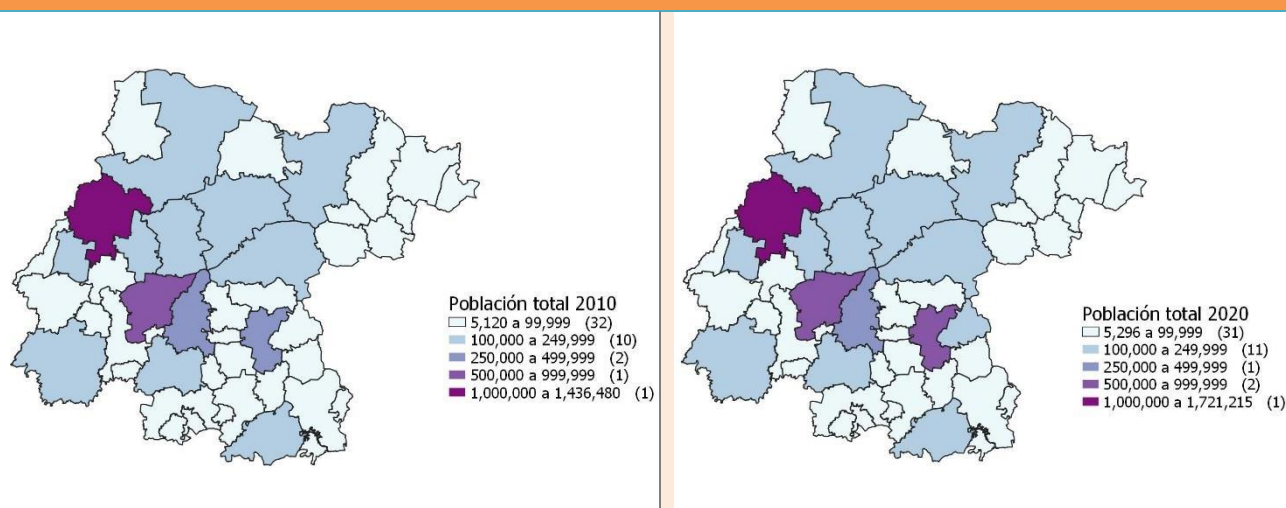 Población total 2010
5,120 a 99,999 (32)
100,000 a 249,999 (10)
250,000 a 499,999 (2)
500,000 a 999,999 (1)
1,000,000 a 1,436,480 (1)
Población total 2020
5,296 a 99,999 (31)
100,000 a 249,999 (11)
250,000 a 499,999 (1)
500,000 a 999,999 (2)
1,000,000 a 1,721,215 (1)